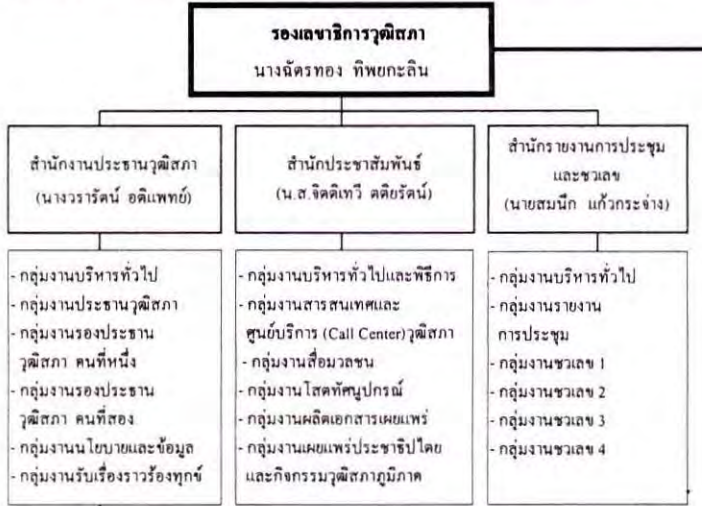 รองเลขาธิการวุฒิสภา
นางฉัตรทอง ทิพยกะลิน
สำนักงานประธานวุฒิสภา
(นางวรารัตน์ อติแพทย์)
สำนักประชาสัมพันธ์
(น.ส.จิตติเทวี ตติยรัตน์)
สำนักรายงานการประชุม
และชวเลข
(นายสมนึก แก้วกระจ่าง)
- กลุ่มงานบริหารทั่วไป
- กลุ่มงานประธานวุฒิสภา
- กลุ่มงานรองประธาน
วุฒิสภา คนที่หนึ่ง
- กลุ่มงานรองประธาน
วุฒิสภา คนที่สอง
- กลุ่มงานนโยบายและข้อมูล
- กลุ่มงานรับเรื่องราวร้องทุกข์
- กลุ่มงานบริหารทั่วไปและพิธีการ
- กลุ่มงานสารสนเทศและ
ศูนย์บริการ (Call Center)วุฒิสภา
- กลุ่มงานสื่อมวลชน
- กลุ่มงานโสตทัศนูปกรณ์
- กลุ่มงานผลิตเอกสารเผยแพร่
- กลุ่มงานเผยแพร่ประชาธิปไตย
และกิจกรรมวุฒิสภาภูมิภาค
- กลุ่มงานบริหารทั่วไป
- กลุ่มงานรายงาน
การประชุม
- กลุ่มงานชวเลข 1
- กลุ่มงานชวเลข 2
- กลุ่มงานชวเลข 3
- กลุ่มงานชวเลข 4